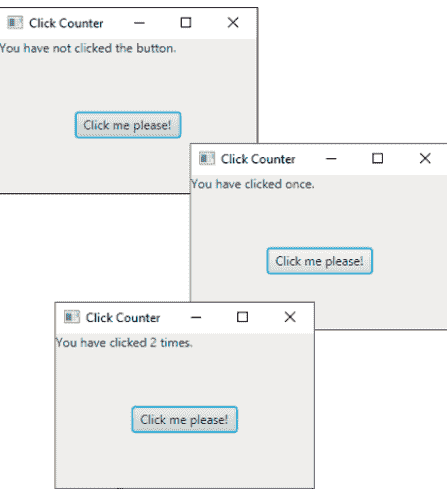 Click Counter
You have not clicked the button.
Click me please!
Click Counter
You have clicked once.
Click me please!
Click Counter
You have clicked 2 times.
Click me please!